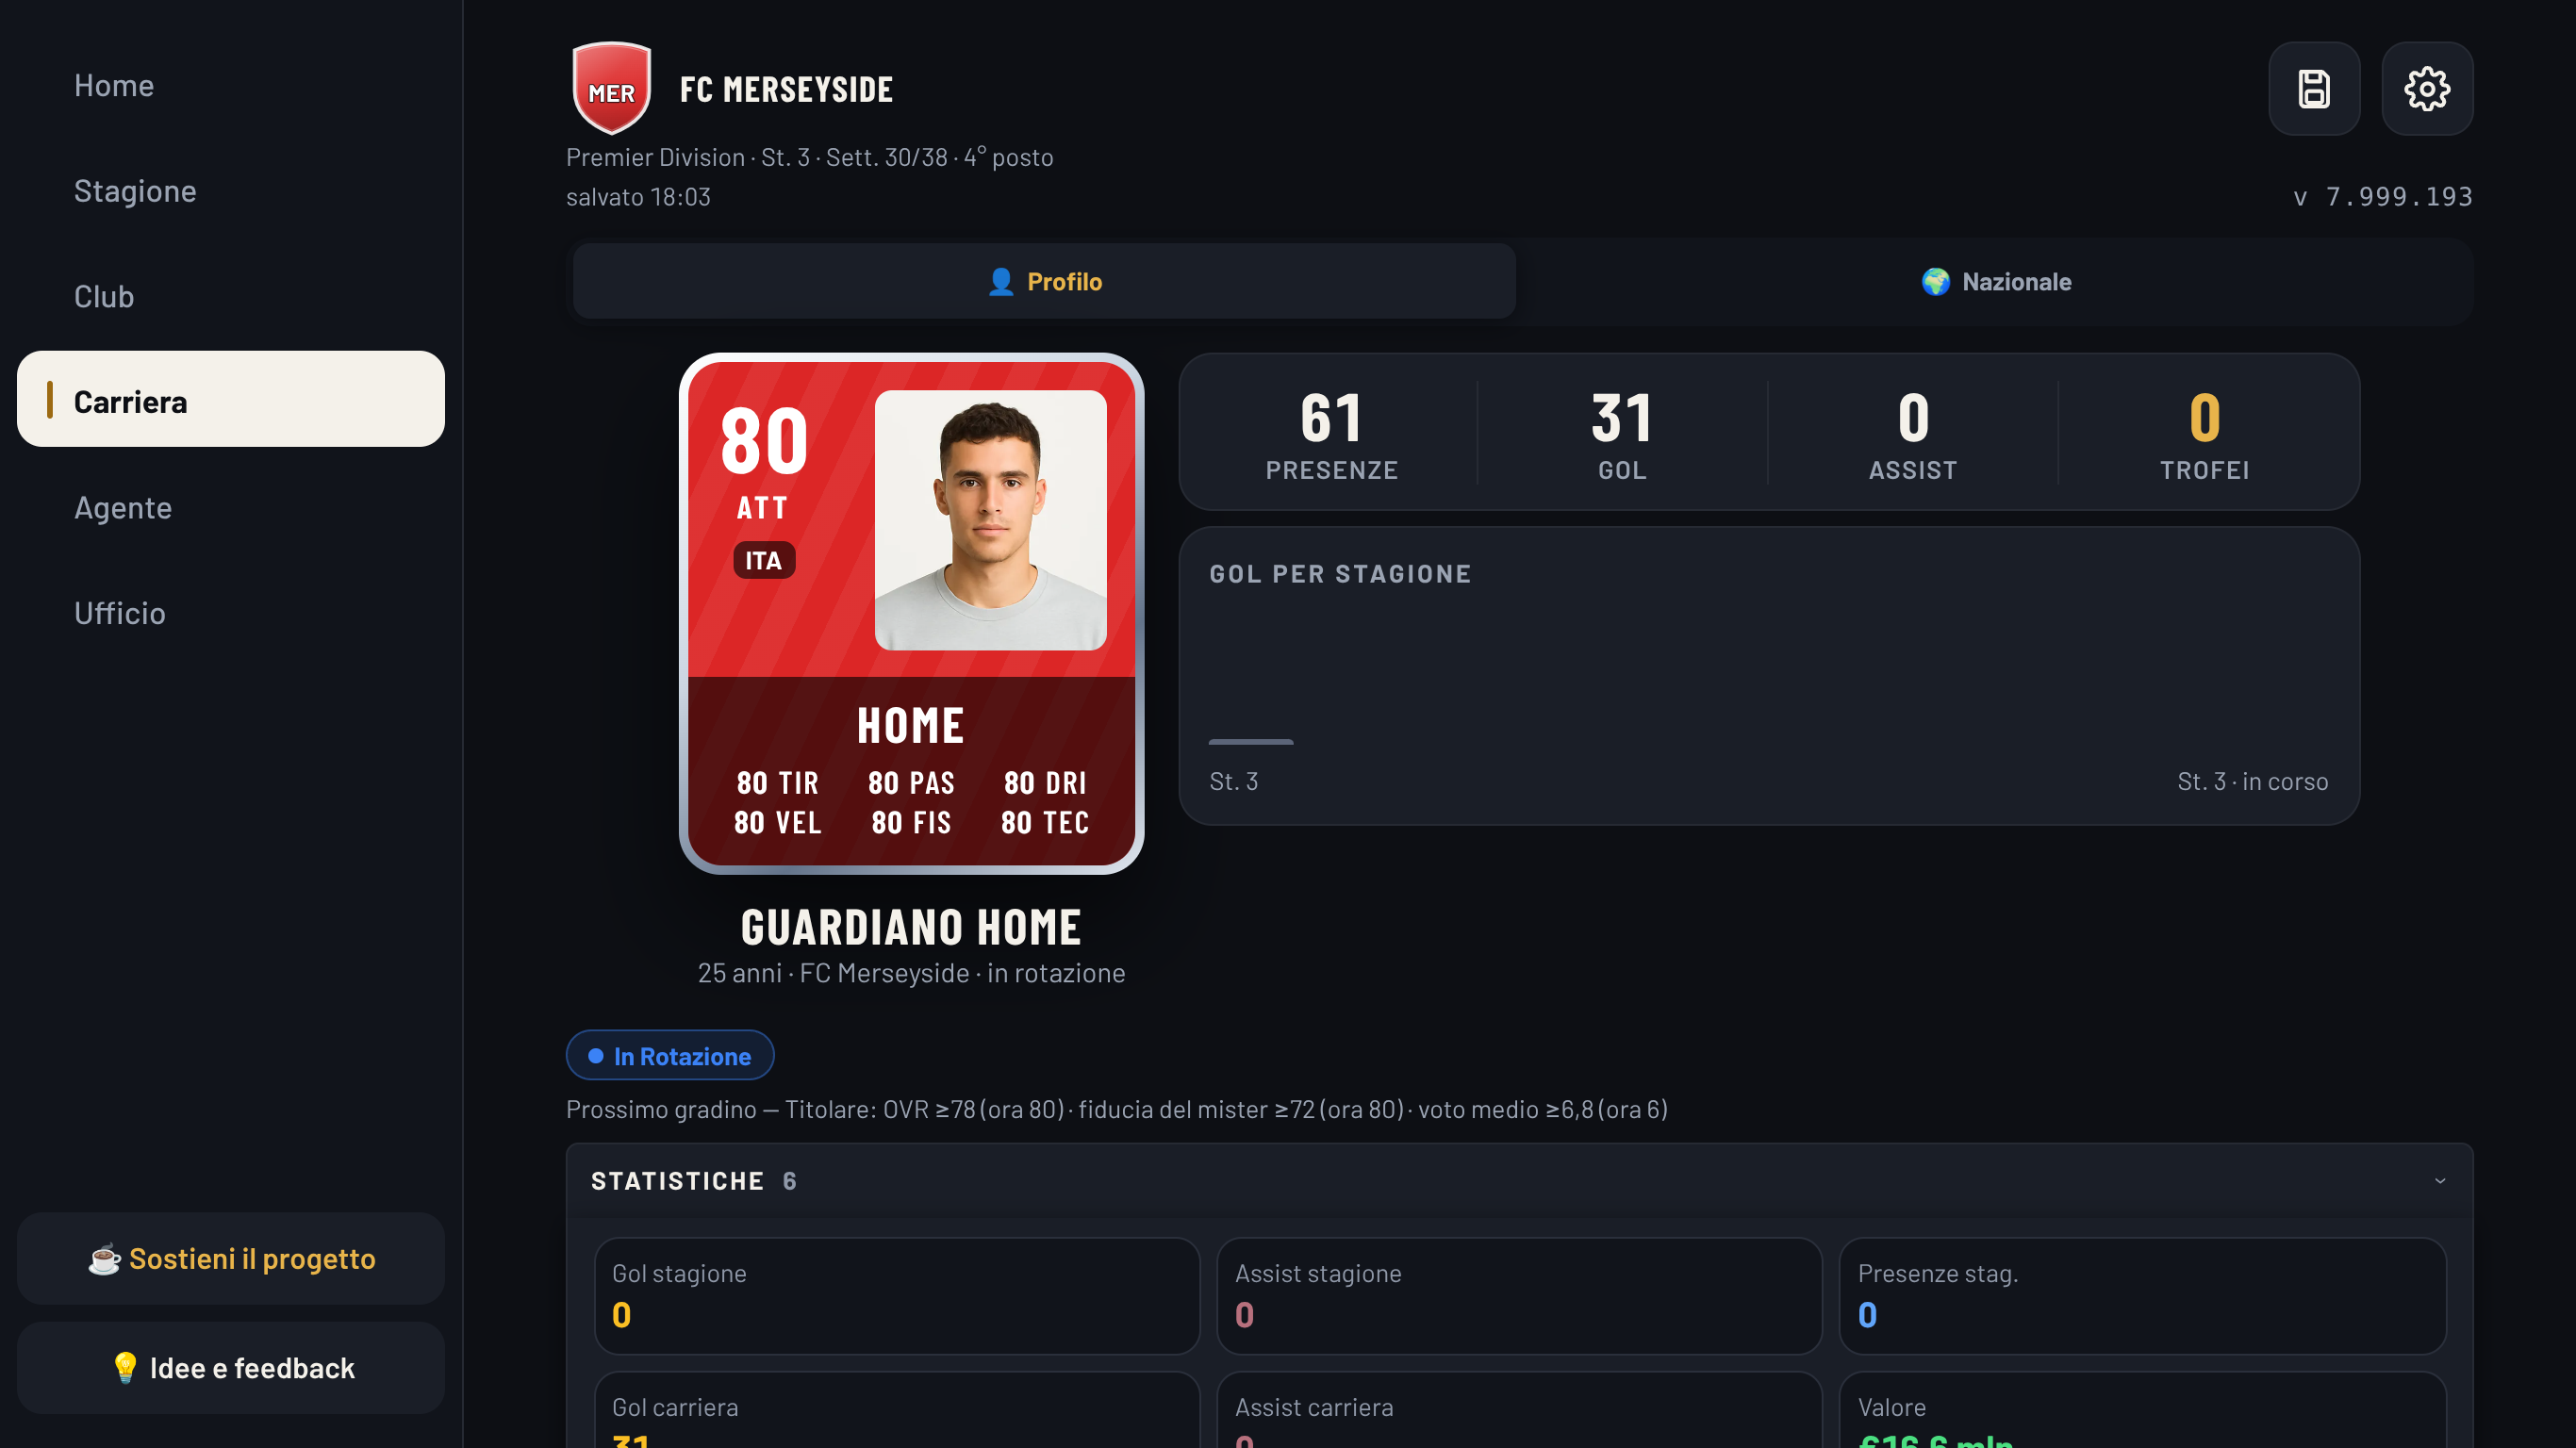 Home
Stagione
Club
Carriera
Agente
Ufficio
☕ Sostieni il progetto
💡 Idee e feedback
MER
FC MERSEYSIDE
Premier Division · St. 3 · Sett. 30/38 · 4° posto
salvato 18:03
v 7.999.193
👤 Profilo
🌍 Nazionale
80
ATT
ITA
HOME
80 TIR 80 PAS 80 DRI
80 VEL 80 FIS 80 TEC
GUARDIANO HOME
25 anni · FC Merseyside · in rotazione
61 31 0 0
PRESENZE GOL ASSIST TROFEI
GOL PER STAGIONE
St. 3 St. 3 · in corso
In Rotazione
Prossimo gradino — Titolare: OVR ≥78 (ora 80) · fiducia del mister ≥72 (ora 80) · voto medio ≥6,8 (ora 6)
STATISTICHE 6
Gol stagione Assist stagione Presenze stag.
0 0 0
Gol carriera Assist carriera Valore
31 0 €16.6 mln